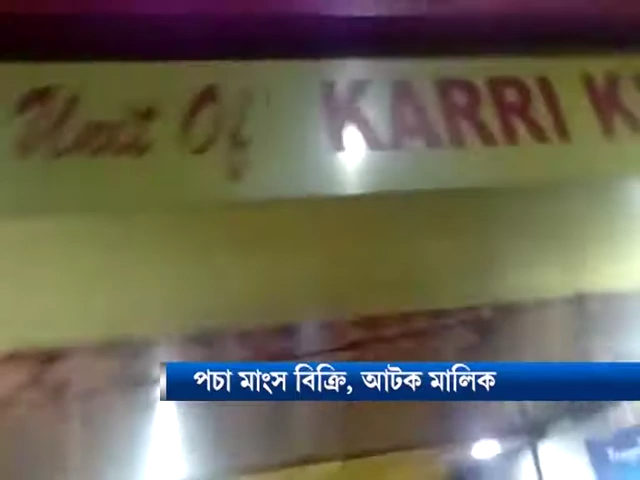 Unit Of KARRI K
পচা মাংস বিক্রি, আটক মালিক